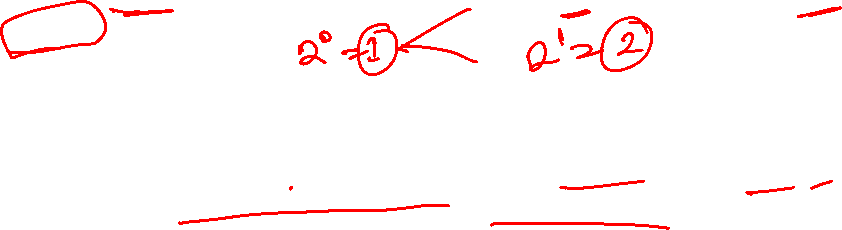 2⁰ = 1 2¹ = 2